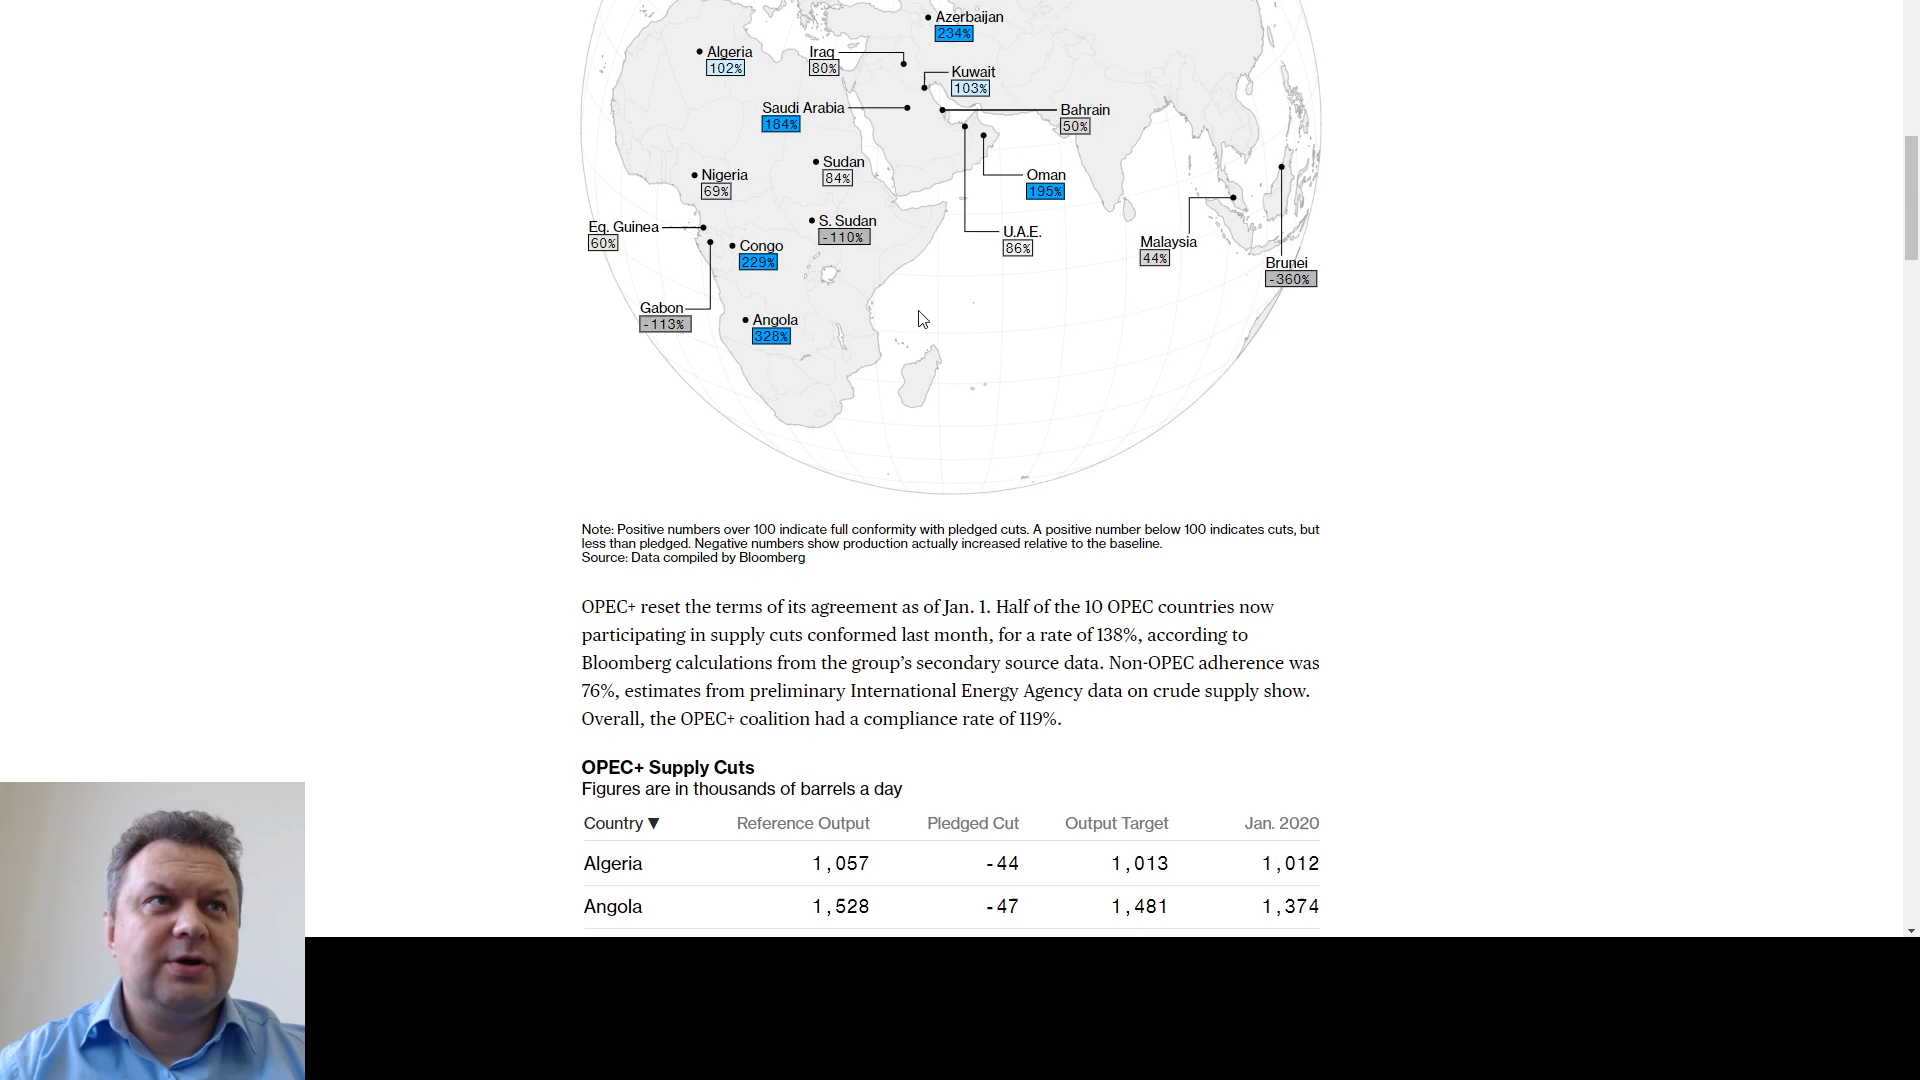 Azerbaijan
234%
Algeria
102%
Iraq
80%
Kuwait
103%
Saudi Arabia
184%
Bahrain
50%
Sudan
84%
Nigeria
69%
Oman
195%
S. Sudan
-110%
Eq. Guinea
60%
U.A.E.
86%
Congo
229%
Malaysia
44%
Brunei
-360%
Gabon
-113%
Angola
328%
Note: Positive numbers over 100 indicate full conformity with pledged cuts. A positive number below 100 indicates cuts, but
less than pledged. Negative numbers show production actually increased relative to the baseline.
Source: Data compiled by Bloomberg
OPEC+ reset the terms of its agreement as of Jan. 1. Half of the 10 OPEC countries now
participating in supply cuts conformed last month, for a rate of 138%, according to
Bloomberg calculations from the group’s secondary source data. Non-OPEC adherence was
76%, estimates from preliminary International Energy Agency data on crude supply show.
Overall, the OPEC+ coalition had a compliance rate of 119%.
OPEC+ Supply Cuts
Figures are in thousands of barrels a day
Country ▼ Reference Output Pledged Cut Output Target Jan. 2020
Algeria 1,057 -44 1,013 1,012
Angola 1,528 -47 1,481 1,374